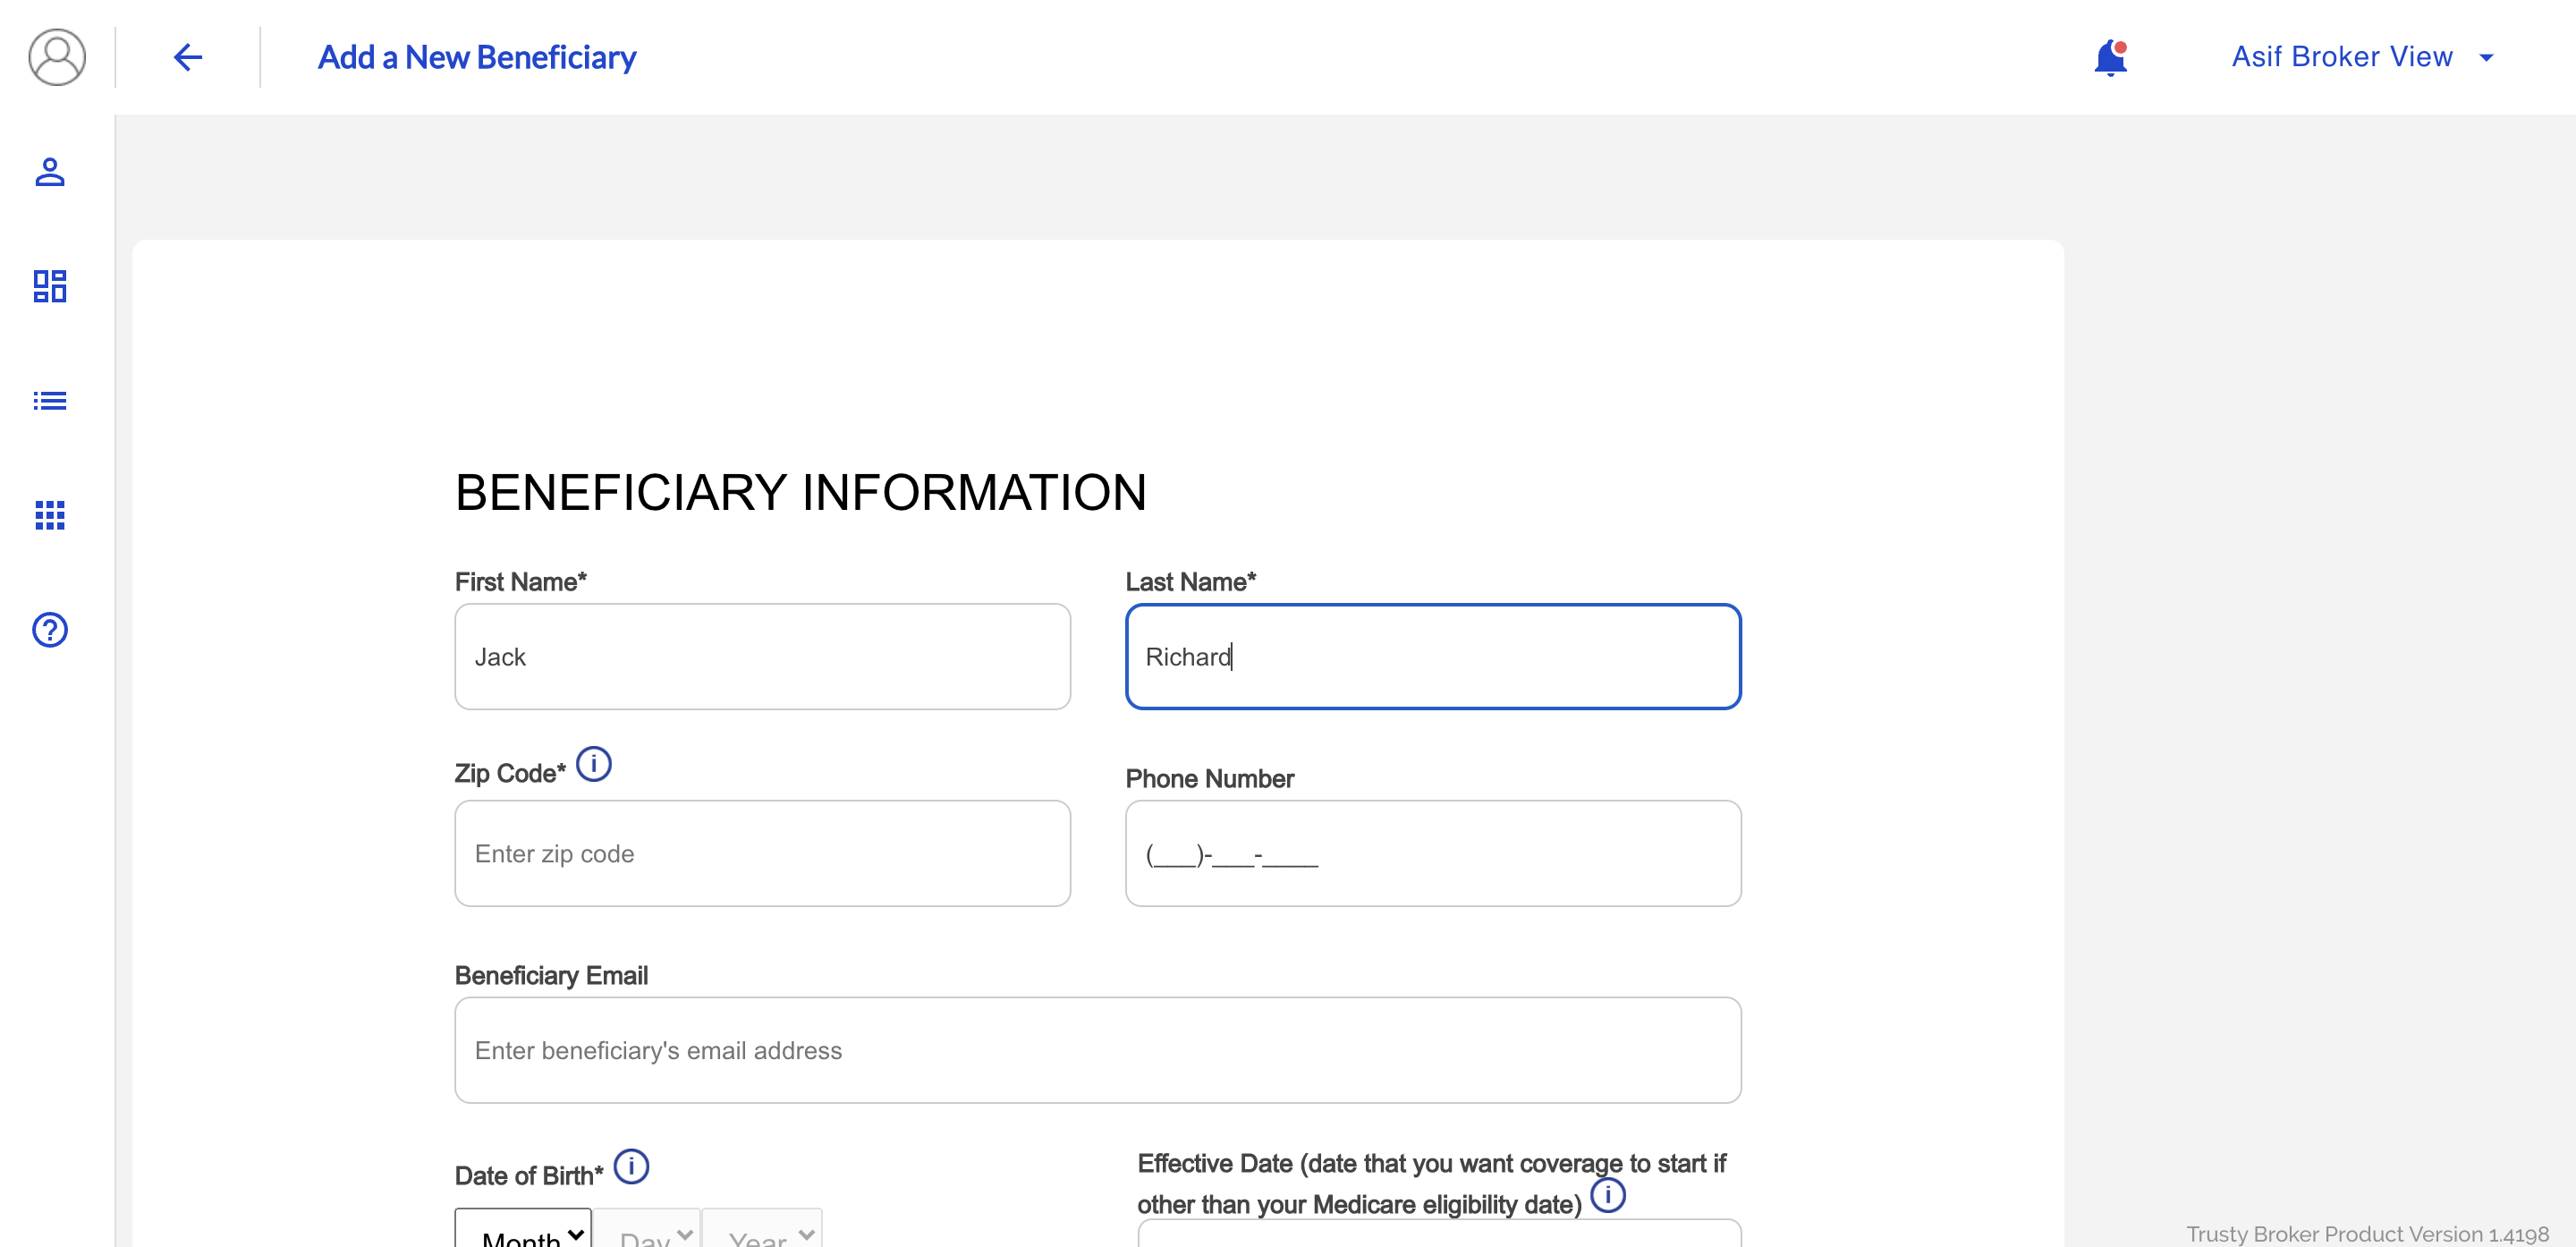 Add a New Beneficiary
Asif Broker View
BENEFICIARY INFORMATION
First Name*
Last Name*
Jack
Richard
Zip Code*
Phone Number
Enter zip code
(___)-___-____
Beneficiary Email
Enter beneficiary's email address
Date of Birth*
Effective Date (date that you want coverage to start if
other than your Medicare eligibility date)
Month
Day
Year
Trusty Broker Product Version 1.4198